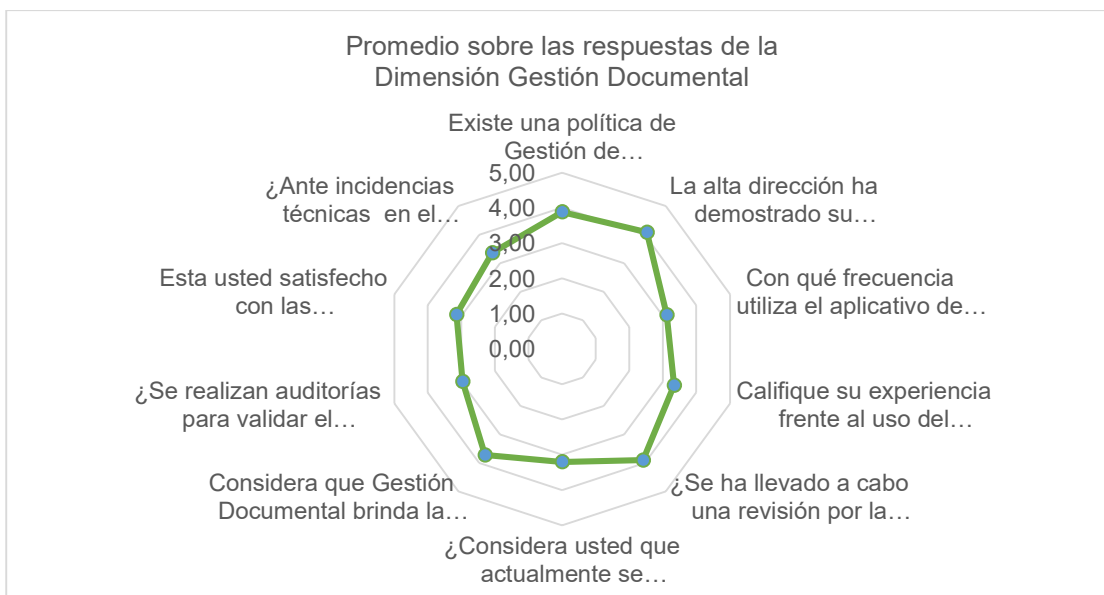 Promedio sobre las respuestas de la
Dimensión Gestión Documental
Existe una política de
Gestión de…
La alta dirección ha
demostrado su…
Con qué frecuencia
utiliza el aplicativo de…
Califique su experiencia
frente al uso del…
¿Se ha llevado a cabo
una revisión por la…
¿Considera usted que
actualmente se…
Considera que Gestión
Documental brinda la…
¿Se realizan auditorías
para validar el…
Esta usted satisfecho
con las…
¿Ante incidencias
técnicas  en el…
5,00
4,00
3,00
2,00
1,00
0,00